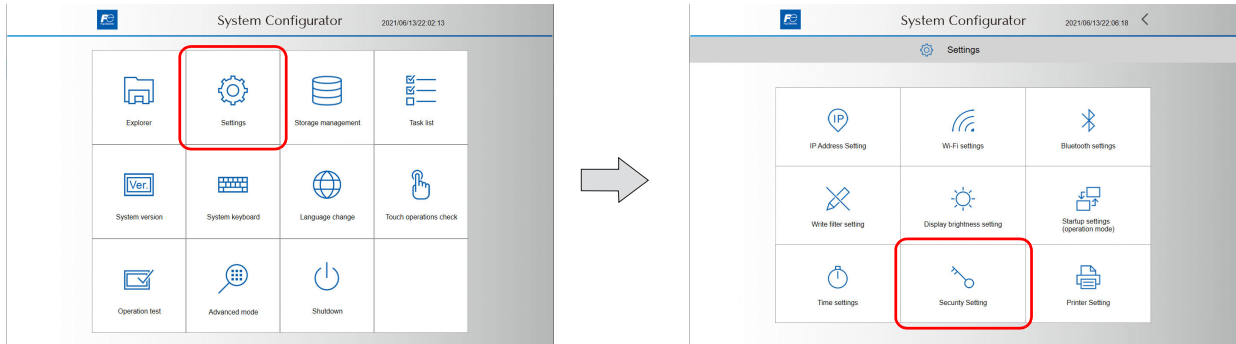 Fe
System Configurator
2021/06/13/22:02:13
Explorer
Settings
Storage management
Task list
Ver.
System version
System keyboard
Language change
Touch operations check
Operation test
Advanced mode
Shutdown
Fe
System Configurator
2021/06/13/22:06:18
Settings
IP
IP Address Setting
Wi-Fi settings
Bluetooth settings
Write filter setting
Display brightness setting
Startup settings
(operation mode)
Time settings
Security Setting
Printer Setting